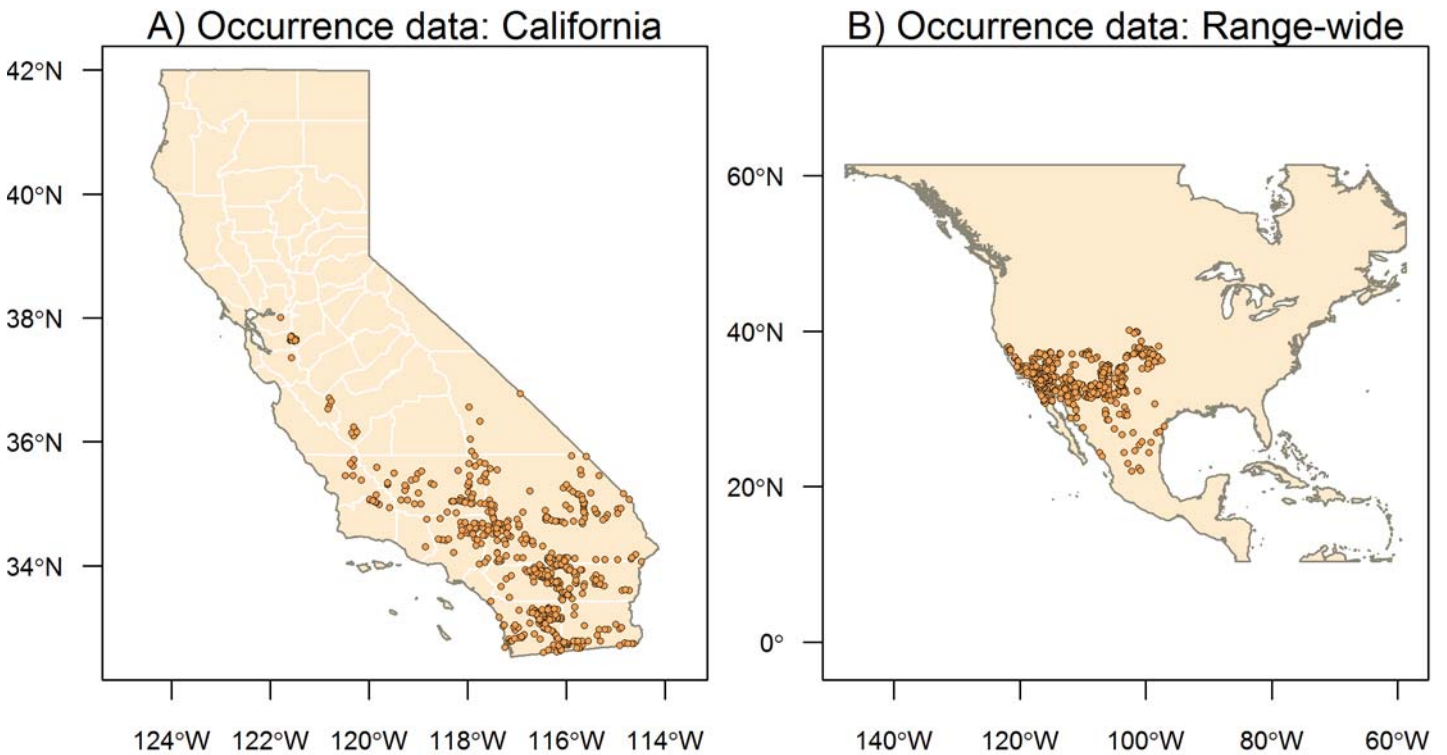 A) Occurrence data: California
42°N
40°N
38°N
36°N
34°N
124°W 122°W 120°W 118°W 116°W 114°W
B) Occurrence data: Range-wide
60°N
40°N
20°N
0°
140°W 120°W 100°W 80°W 60°W